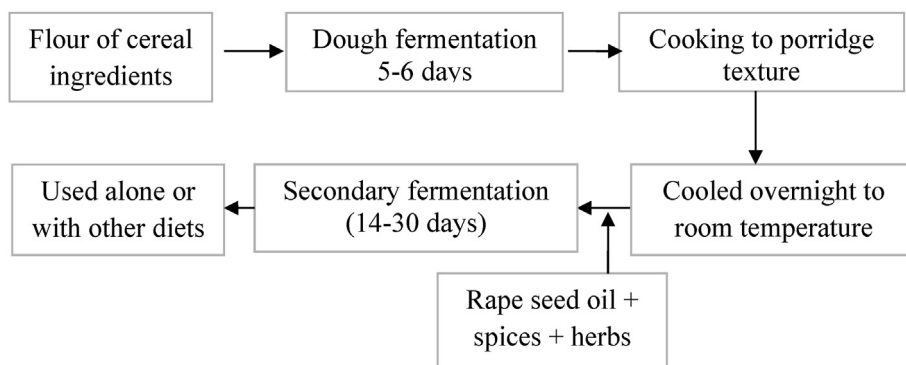 Flour of cereal
ingredients
Dough fermentation
5-6 days
Cooking to porridge
texture
Cooled overnight to
room temperature
Rape seed oil +
spices + herbs
Secondary fermentation
(14-30 days)
Used alone or
with other diets